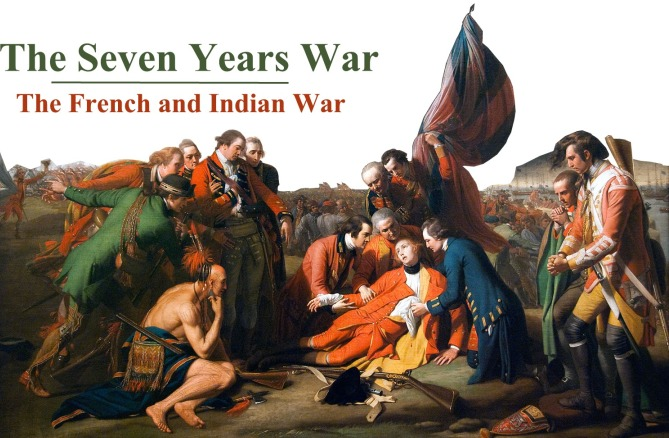 The Seven Years War
The French and Indian War